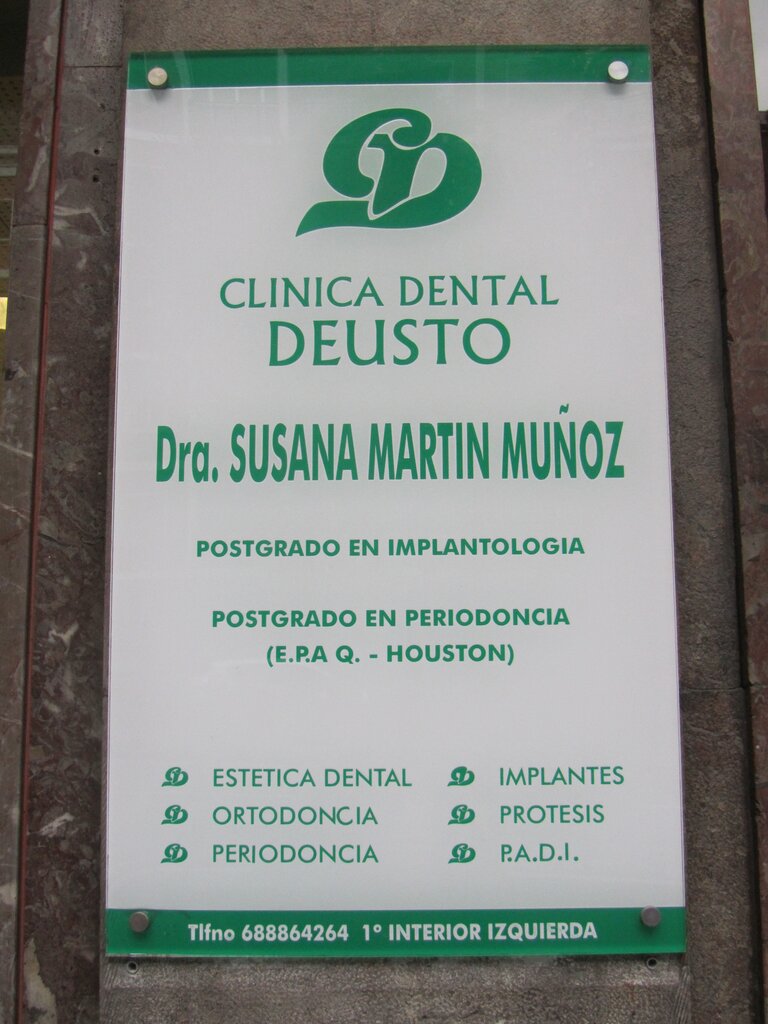 CLINICA DENTAL
DEUSTO
Dra. SUSANA MARTIN MUÑOZ
POSTGRADO EN IMPLANTOLOGIA
POSTGRADO EN PERIODONCIA
(E.P.A Q. - HOUSTON)
ESTETICA DENTAL
ORTODONCIA
PERIODONCIA
IMPLANTES
PROTESIS
P.A.D.I.
Tlfno 688864264 1º INTERIOR IZQUIERDA